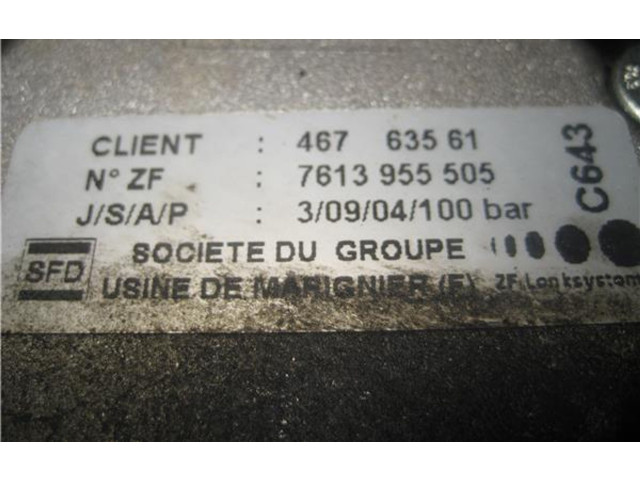 CLIENT : 467 635 61
N° ZF : 7613 955 505
J/S/A/P : 3/09/04/100 bar
C643
SFD
SOCIETE DU GROUPE
USINE DE MARIGNIER (F) ZF Lenksysteme